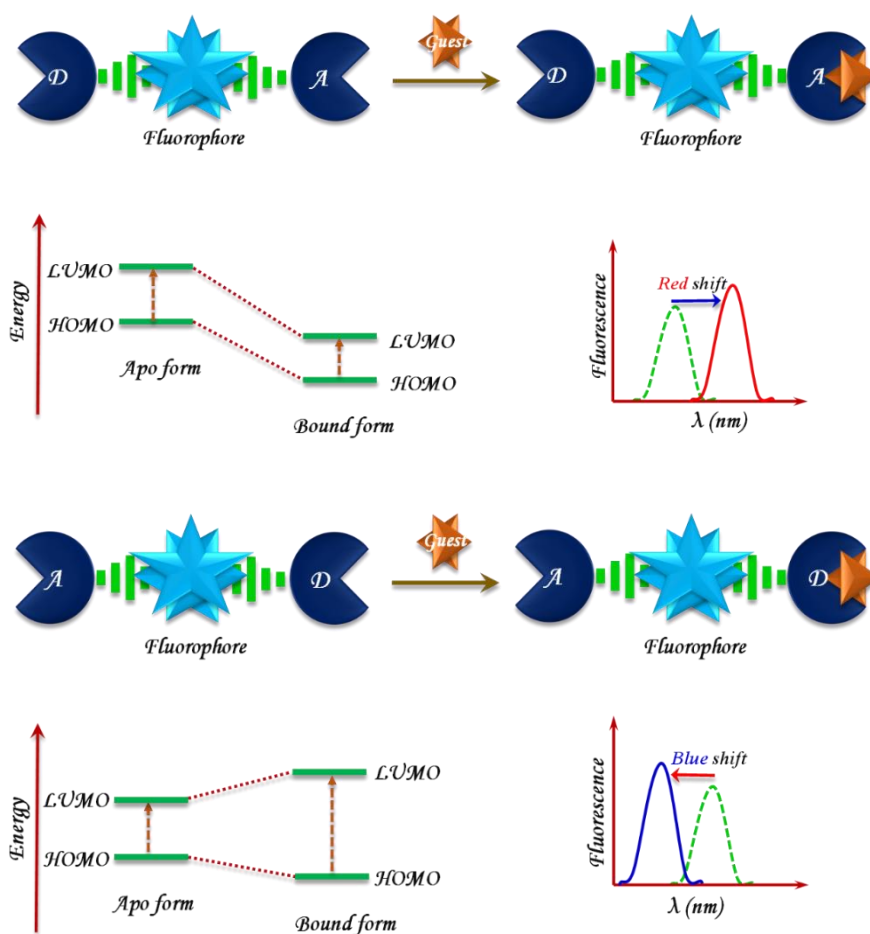 D
A
Guest
D
A
Fluorophore
Fluorophore
Energy
LUMO
HOMO
Apo form
LUMO
HOMO
Bound form
Fluorescence
Red shift
λ (nm)
A
D
Guest
A
D
Fluorophore
Fluorophore
Energy
LUMO
HOMO
Apo form
LUMO
HOMO
Bound form
Fluorescence
Blue shift
λ (nm)